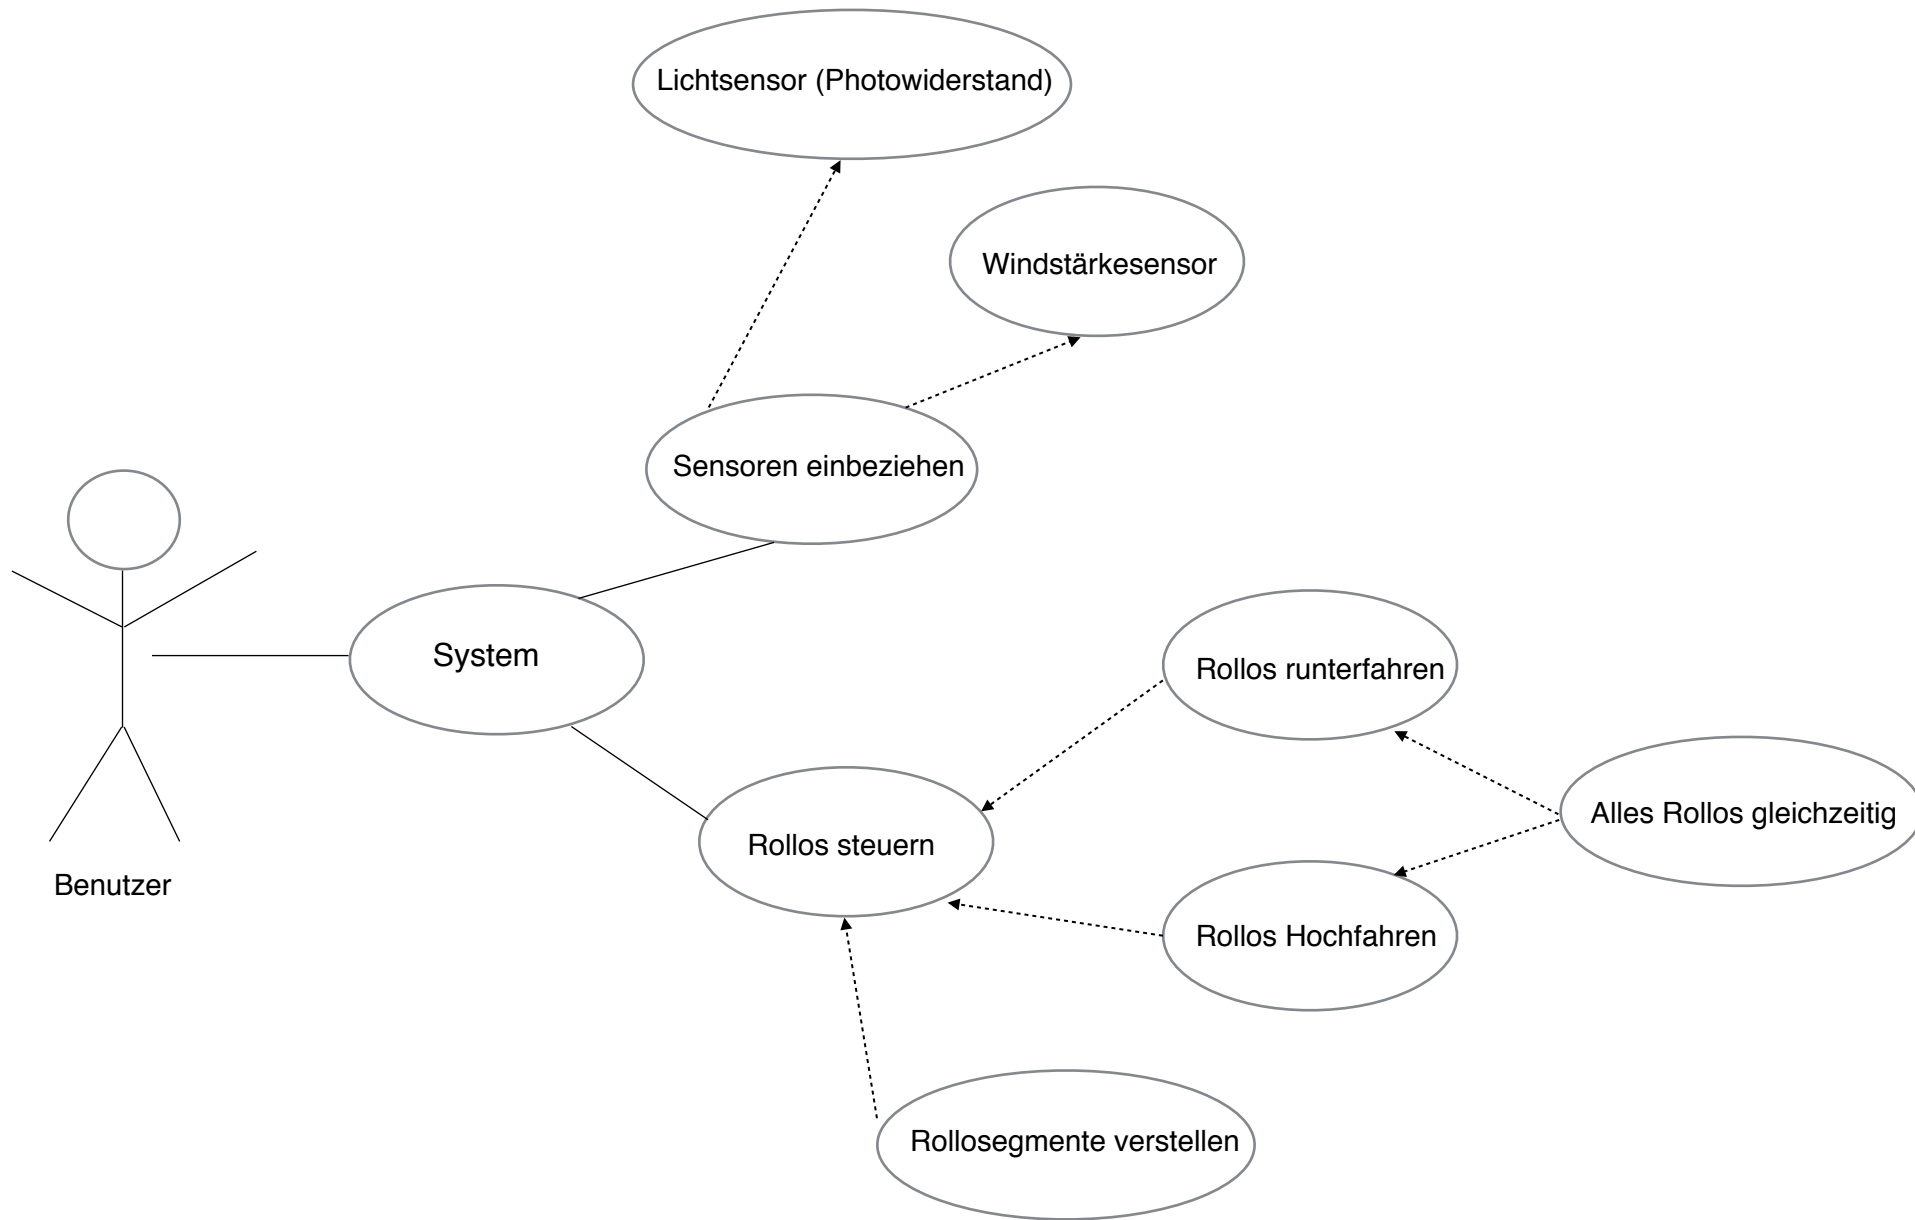 Lichtsensor (Photowiderstand)
Windstärkesensor
Sensoren einbeziehen
System
Rollos runterfahren
Alles Rollos gleichzeitig
Rollos steuern
Benutzer
Rollos Hochfahren
Rollosegmente verstellen